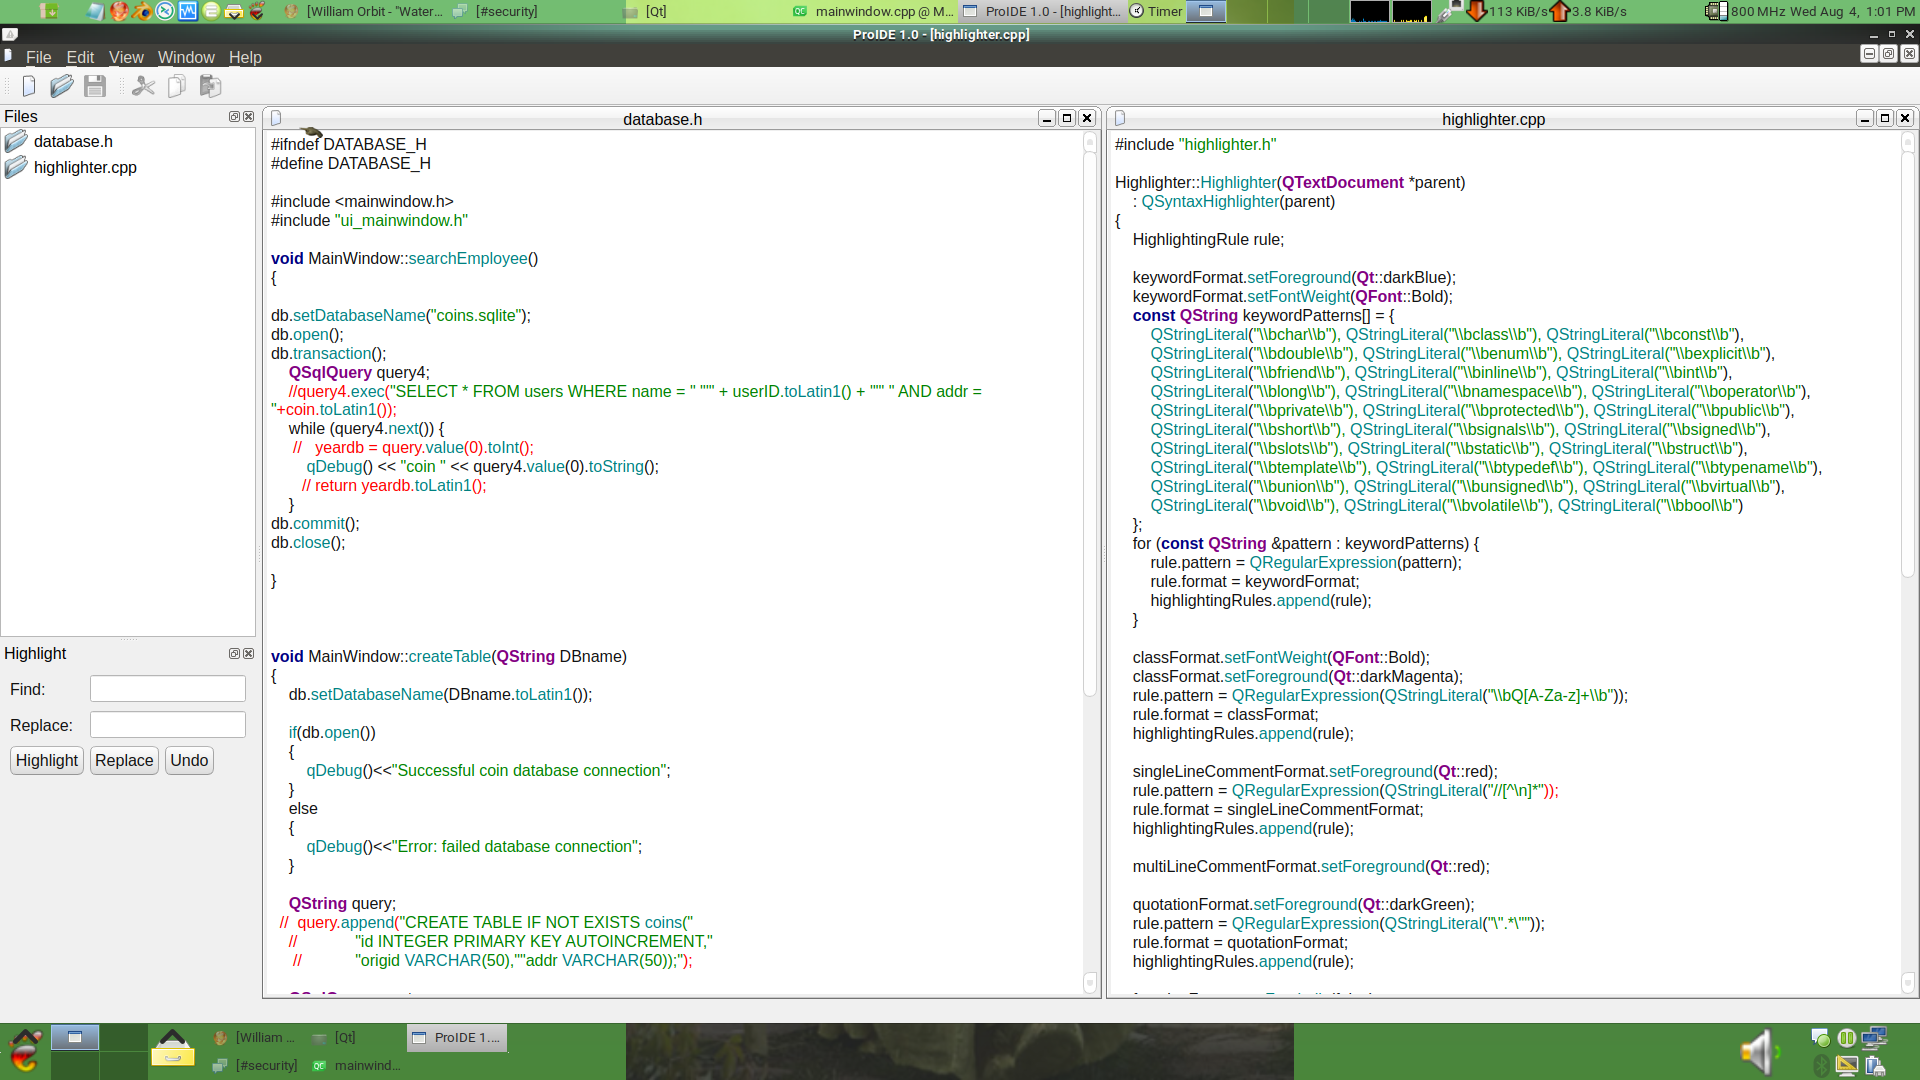 [William Orbit - "Water...
[#security]
[Qt]
mainwindow.cpp @ M...
ProIDE 1.0 - [highlight...
Timer
113 KiB/s
3.8 KiB/s
800 MHz Wed Aug 4, 1:01 PM
ProIDE 1.0 - [highlighter.cpp]
File Edit View Window Help
Files
database.h
highlighter.cpp
Highlight
Find:
Replace:
Highlight Replace Undo
database.h
#ifndef DATABASE_H
#define DATABASE_H
#include <mainwindow.h>
#include "ui_mainwindow.h"
void MainWindow::searchEmployee()
{
db.setDatabaseName("coins.sqlite");
db.open();
db.transaction();
QSqlQuery query4;
//query4.exec("SELECT * FROM users WHERE name = " "'" + userID.toLatin1() + "'" " AND addr =
"+coin.toLatin1());
while (query4.next()) {
// yeardb = query.value(0).toInt();
qDebug() << "coin " << query4.value(0).toString();
// return yeardb.toLatin1();
}
db.commit();
db.close();
}
void MainWindow::createTable(QString DBname)
{
db.setDatabaseName(DBname.toLatin1());
if(db.open())
{
qDebug()<<"Successful coin database connection";
}
else
{
qDebug()<<"Error: failed database connection";
}
QString query;
// query.append("CREATE TABLE IF NOT EXISTS coins("
// "id INTEGER PRIMARY KEY AUTOINCREMENT,"
// "origid VARCHAR(50),""addr VARCHAR(50));");
highlighter.cpp
#include "highlighter.h"
Highlighter::Highlighter(QTextDocument *parent)
: QSyntaxHighlighter(parent)
{
HighlightingRule rule;
keywordFormat.setForeground(Qt::darkBlue);
keywordFormat.setFontWeight(QFont::Bold);
const QString keywordPatterns[] = {
QStringLiteral("\\bchar\\b"), QStringLiteral("\\bclass\\b"), QStringLiteral("\\bconst\\b"),
QStringLiteral("\\bdouble\\b"), QStringLiteral("\\benum\\b"), QStringLiteral("\\bexplicit\\b"),
QStringLiteral("\\bfriend\\b"), QStringLiteral("\\binline\\b"), QStringLiteral("\\bint\\b"),
QStringLiteral("\\blong\\b"), QStringLiteral("\\bnamespace\\b"), QStringLiteral("\\boperator\\b"),
QStringLiteral("\\bprivate\\b"), QStringLiteral("\\bprotected\\b"), QStringLiteral("\\bpublic\\b"),
QStringLiteral("\\bshort\\b"), QStringLiteral("\\bsignals\\b"), QStringLiteral("\\bsigned\\b"),
QStringLiteral("\\bslots\\b"), QStringLiteral("\\bstatic\\b"), QStringLiteral("\\bstruct\\b"),
QStringLiteral("\\btemplate\\b"), QStringLiteral("\\btypedef\\b"), QStringLiteral("\\btypename\\b"),
QStringLiteral("\\bunion\\b"), QStringLiteral("\\bunsigned\\b"), QStringLiteral("\\bvirtual\\b"),
QStringLiteral("\\bvoid\\b"), QStringLiteral("\\bvolatile\\b"), QStringLiteral("\\bbool\\b")
};
for (const QString &pattern : keywordPatterns) {
rule.pattern = QRegularExpression(pattern);
rule.format = keywordFormat;
highlightingRules.append(rule);
}
classFormat.setFontWeight(QFont::Bold);
classFormat.setForeground(Qt::darkMagenta);
rule.pattern = QRegularExpression(QStringLiteral("\\bQ[A-Za-z]+\\b"));
rule.format = classFormat;
highlightingRules.append(rule);
singleLineCommentFormat.setForeground(Qt::red);
rule.pattern = QRegularExpression(QStringLiteral("//[^\n]*"));
rule.format = singleLineCommentFormat;
highlightingRules.append(rule);
multiLineCommentFormat.setForeground(Qt::red);
quotationFormat.setForeground(Qt::darkGreen);
rule.pattern = QRegularExpression(QStringLiteral("\".*\""));
rule.format = quotationFormat;
highlightingRules.append(rule);
[William ...
[Qt]
ProIDE 1....
[#security]
mainwind...